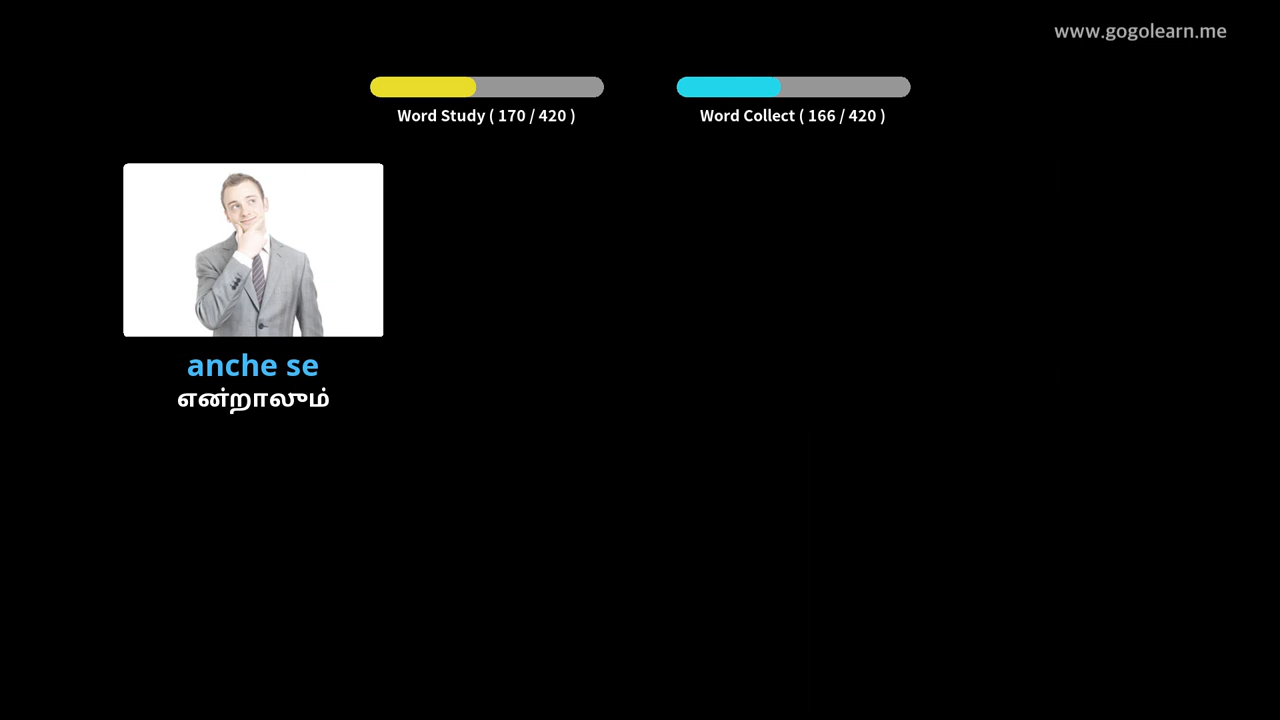 www.gogolearn.me
Word Study ( 170 / 420 )
Word Collect ( 166 / 420 )
anche se
என்றாலும்